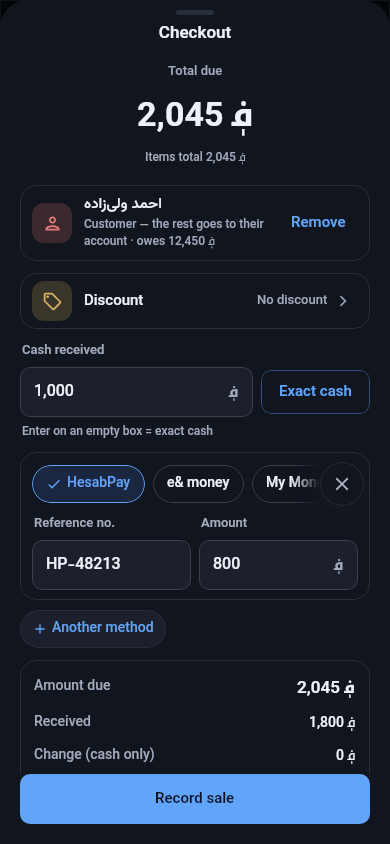 Checkout
Total due
2,045 ؋
Items total 2,045 ؋
احمد ولی‌زاده
Customer — the rest goes to their
account · owes 12,450 ؋
Remove
Discount
No discount
Cash received
1,000 ؋
Exact cash
Enter on an empty box = exact cash
HesabPay
e& money
My Mon
Reference no.
Amount
HP-48213
800 ؋
Another method
Amount due
2,045 ؋
Received
1,800 ؋
Change (cash only)
0 ؋
Record sale